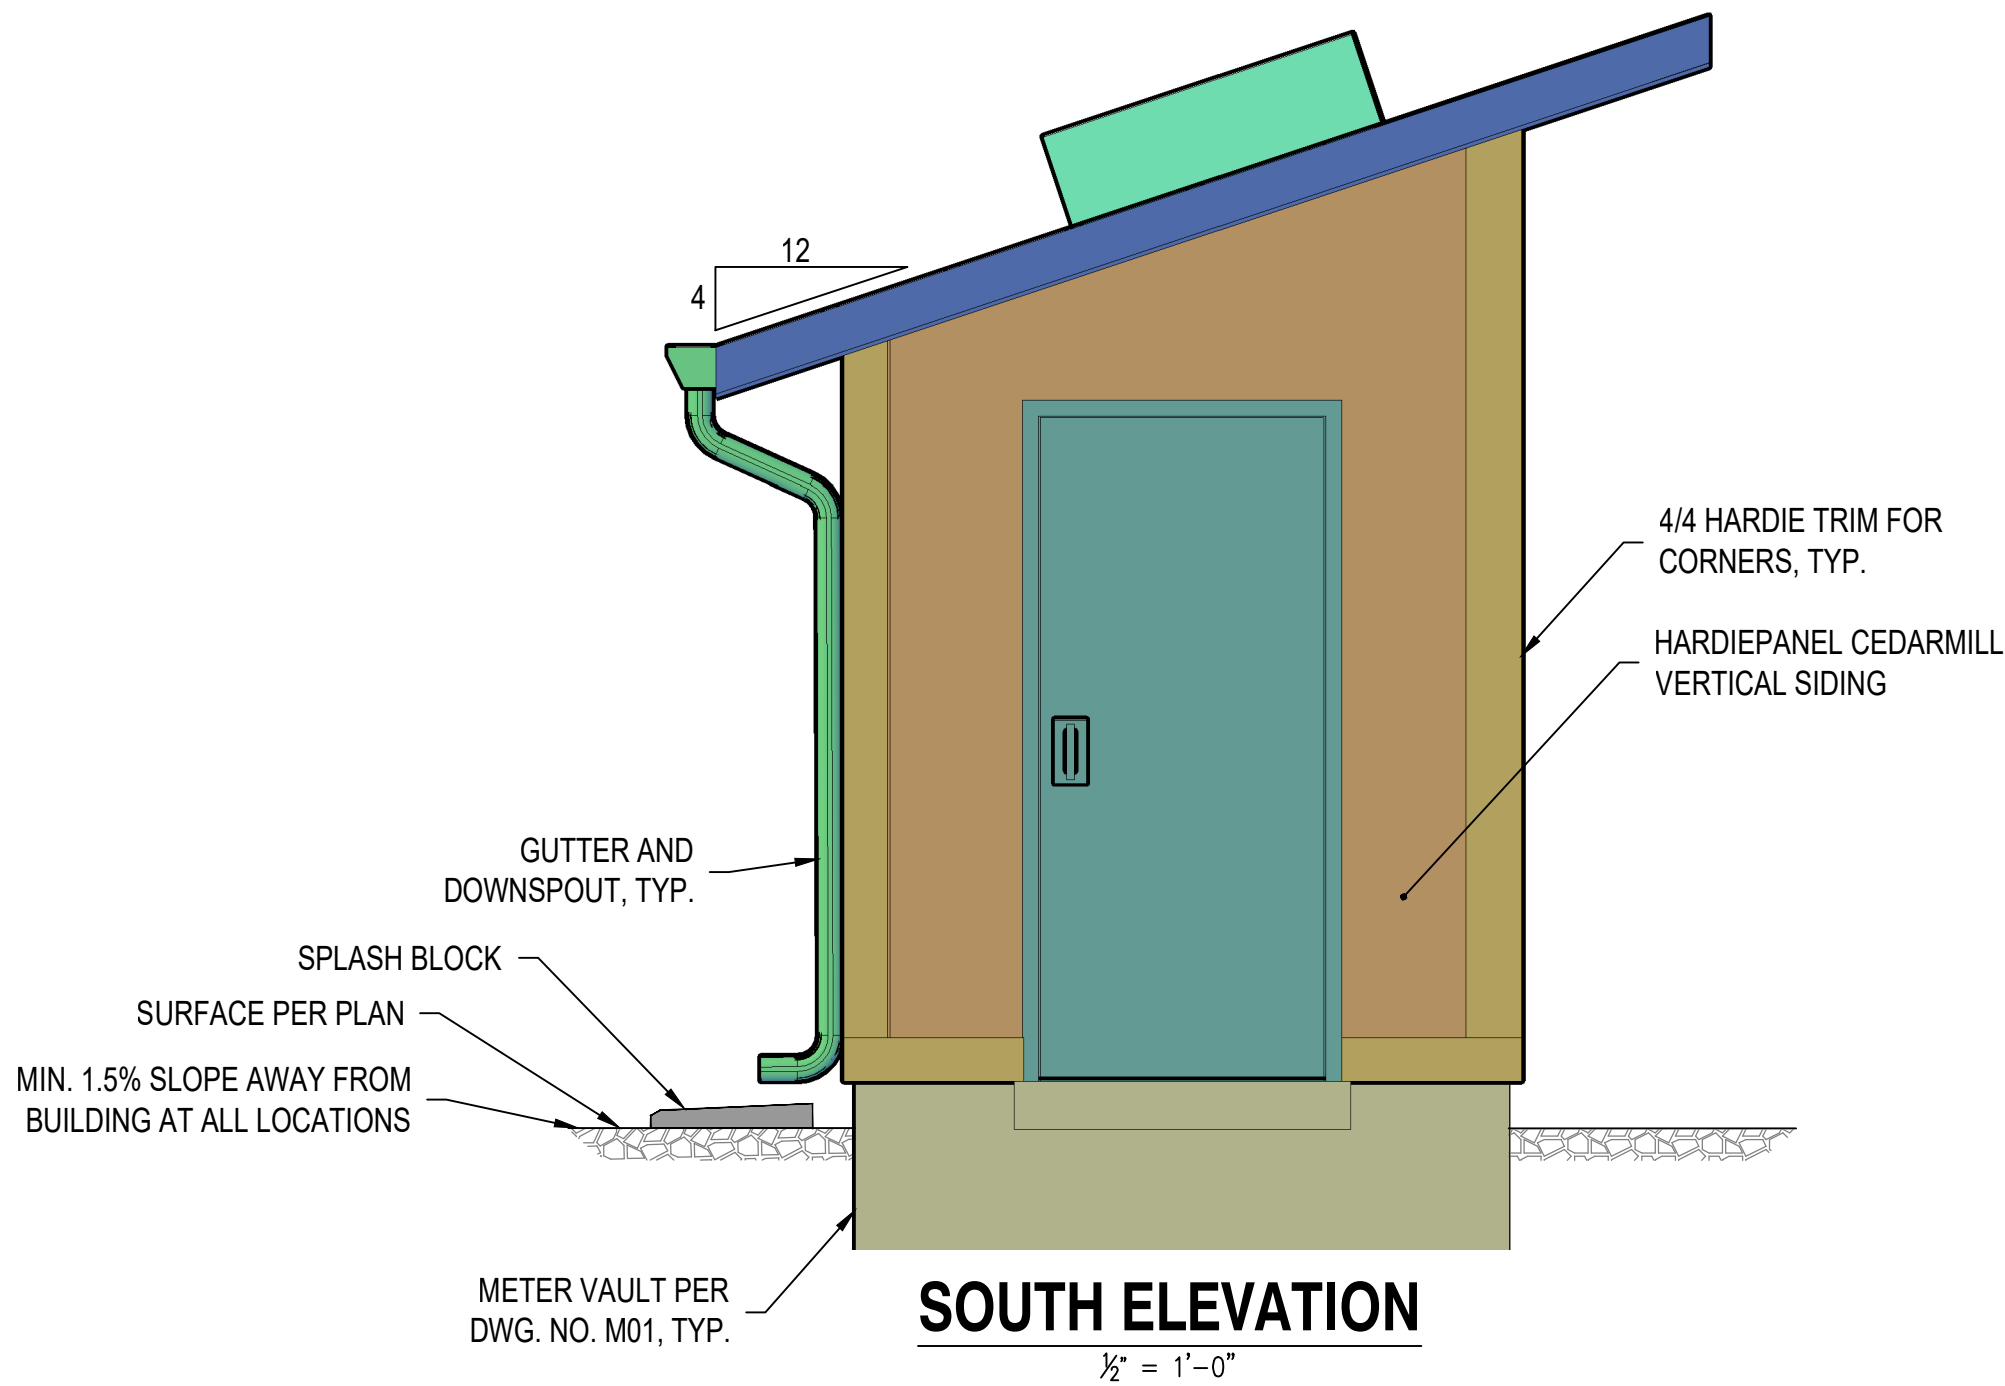 12
4
4/4 HARDIE TRIM FOR
CORNERS, TYP.
HARDIEPANEL CEDARMILL
VERTICAL SIDING
GUTTER AND
DOWNSPOUT, TYP.
SPLASH BLOCK
SURFACE PER PLAN
MIN. 1.5% SLOPE AWAY FROM
BUILDING AT ALL LOCATIONS
METER VAULT PER
DWG. NO. M01, TYP.
SOUTH ELEVATION
½" = 1'-0"